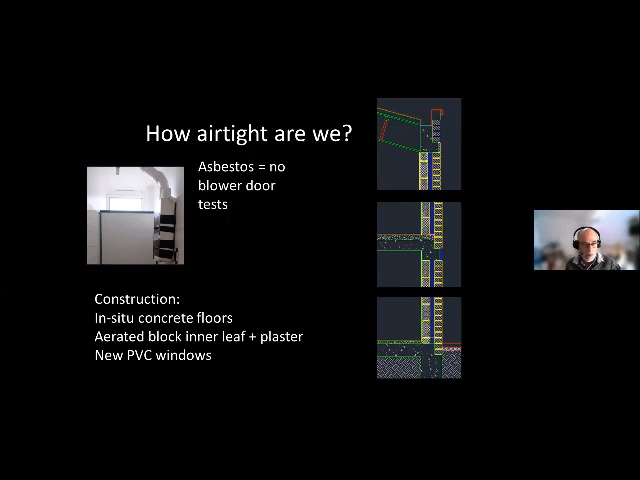 How airtight are we?
Asbestos = no
blower door
tests
Construction:
In-situ concrete floors
Aerated block inner leaf + plaster
New PVC windows